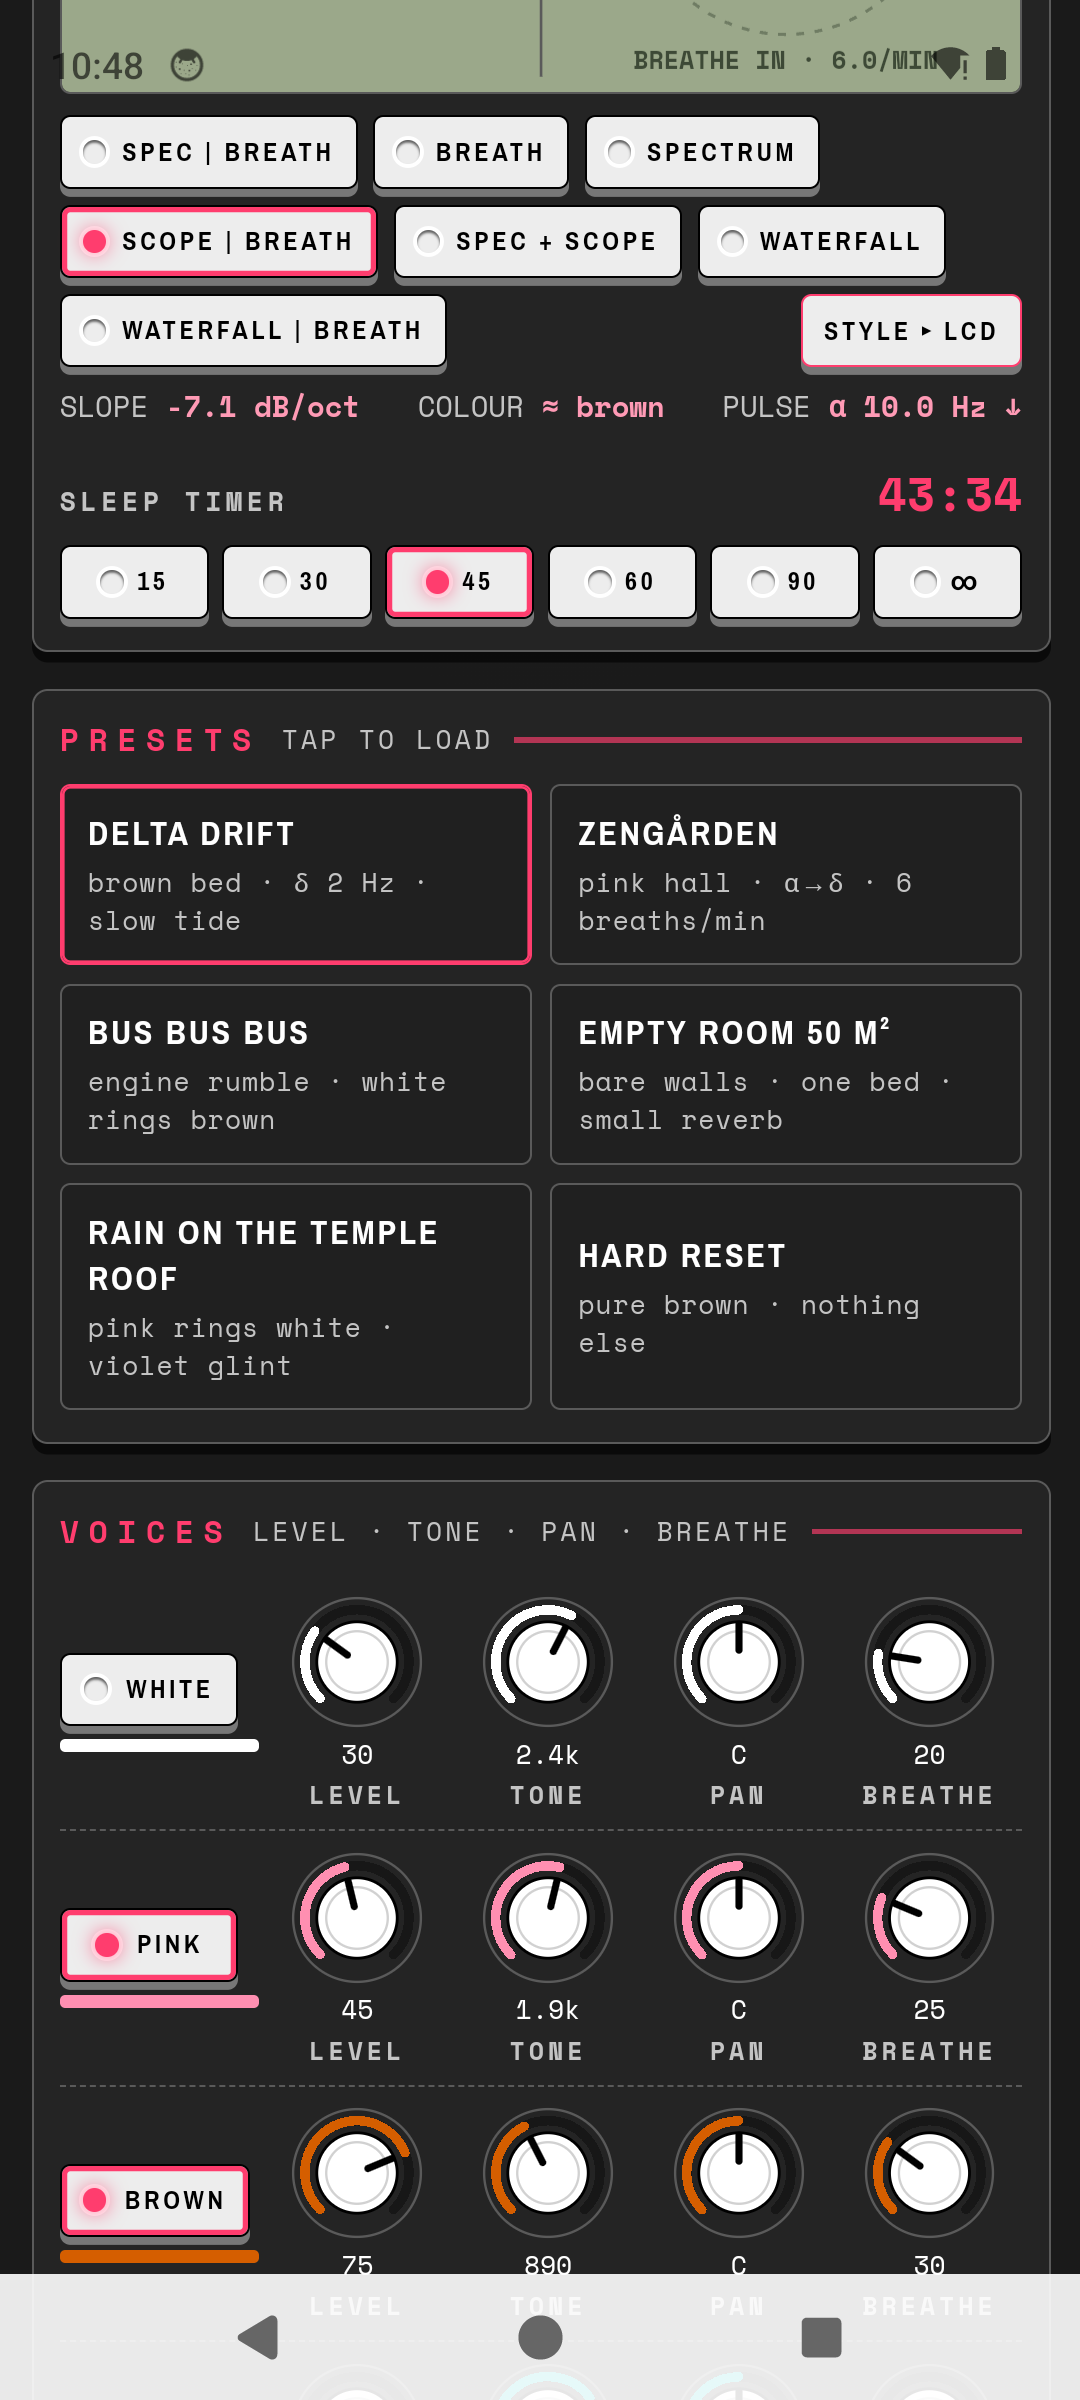 10:48
BREATHE IN · 6.0/MIN
SPEC | BREATH
BREATH
SPECTRUM
SCOPE | BREATH
SPEC + SCOPE
WATERFALL
WATERFALL | BREATH
STYLE ▸ LCD
SLOPE -7.1 dB/oct
COLOUR ≈ brown
PULSE α 10.0 Hz ↓
SLEEP TIMER
43:34
15
30
45
60
90
∞
PRESETS TAP TO LOAD
DELTA DRIFT
brown bed · δ 2 Hz ·
slow tide
ZENGÅRDEN
pink hall · α→δ · 6
breaths/min
BUS BUS BUS
engine rumble · white
rings brown
EMPTY ROOM 50 M²
bare walls · one bed ·
small reverb
RAIN ON THE TEMPLE
ROOF
pink rings white ·
violet glint
HARD RESET
pure brown · nothing
else
VOICES LEVEL · TONE · PAN · BREATHE
WHITE
30
2.4k
C
20
LEVEL
TONE
PAN
BREATHE
PINK
45
1.9k
C
25
LEVEL
TONE
PAN
BREATHE
BROWN
75
890
C
30
LEVEL
TONE
PAN
BREATHE